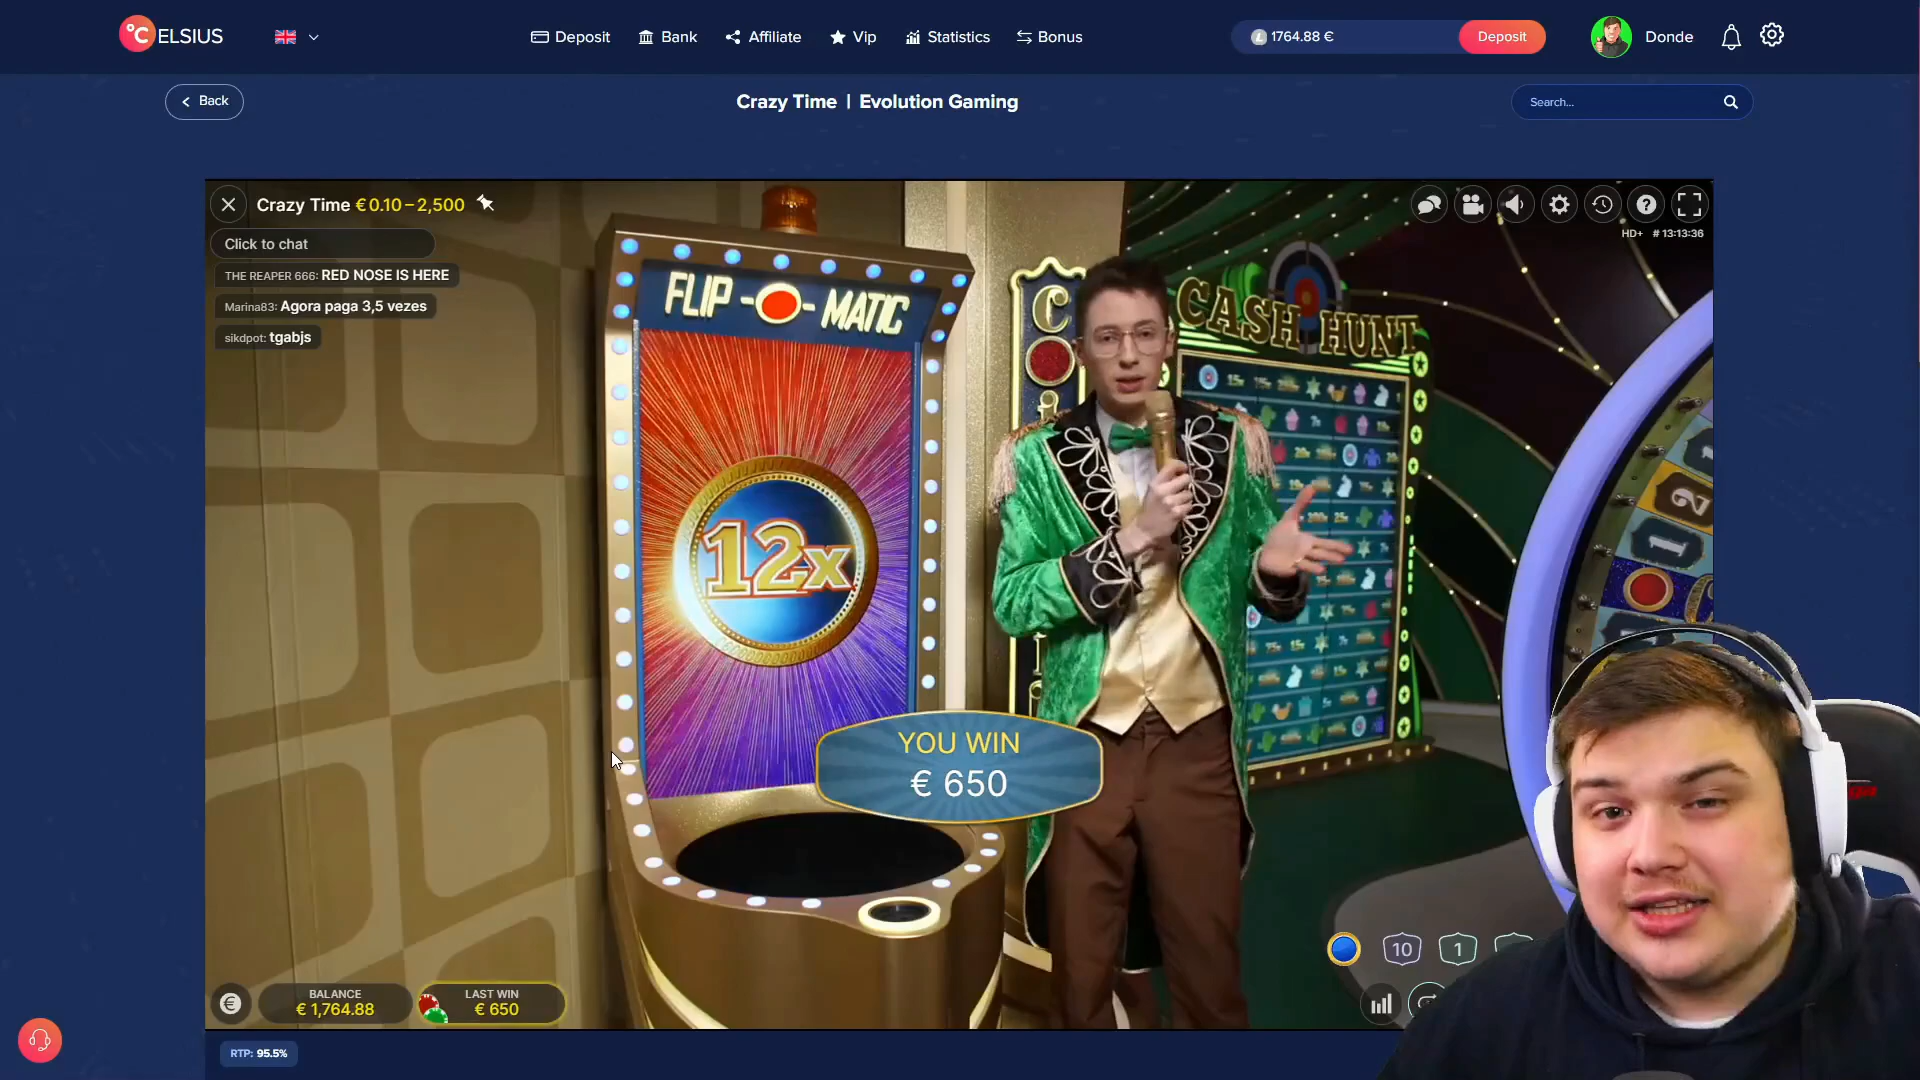 °CELSIUS
Deposit
Bank
Affiliate
Vip
Statistics
Bonus
1764.88 €
Deposit
Donde
Back
Crazy Time | Evolution Gaming
Search...
Crazy Time €0.10–2,500
HD+ # 13:13:36
Click to chat
THE REAPER 666: RED NOSE IS HERE
Marina83: Agora paga 3,5 vezes
sikdpot: tgabjs
FLIP-O-MATIC
CASH HUNT
12x
2
1
YOU WIN
€ 650
10
1
BALANCE
€ 1,764.88
LAST WIN
€ 650
RTP: 95.5%